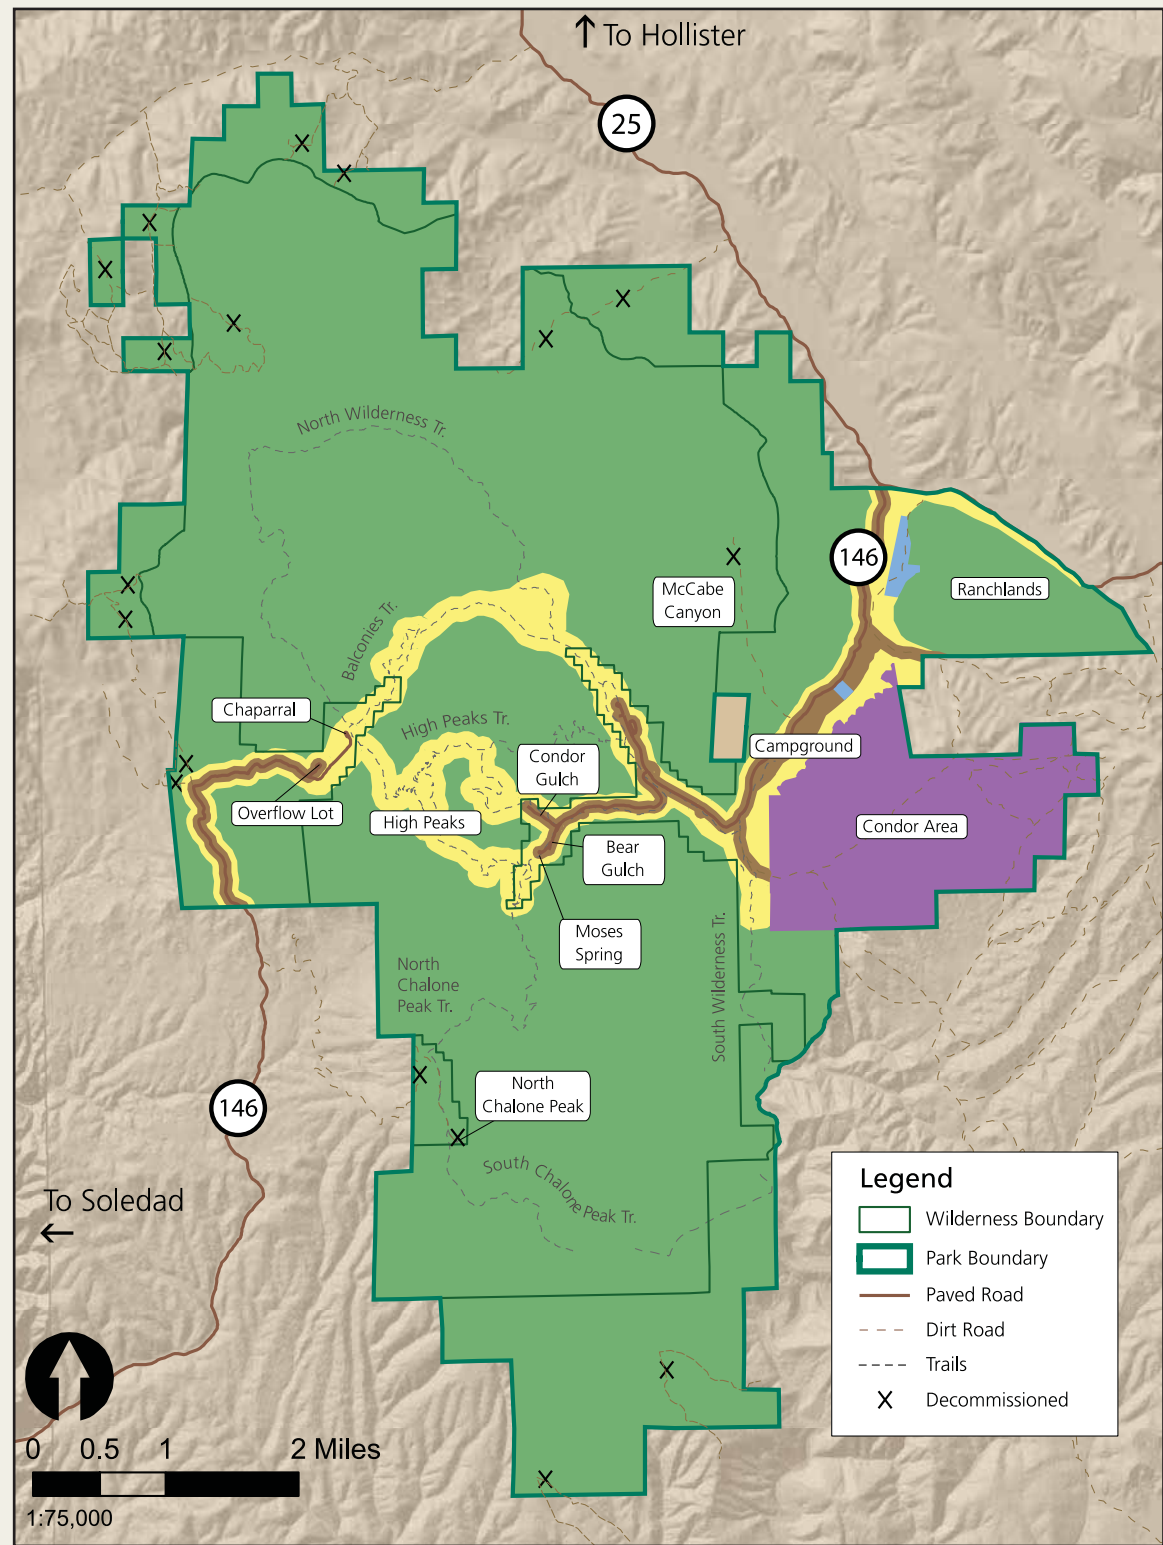 ↑ To Hollister
25
North Wilderness Tr.
146
McCabe
Canyon
Ranchlands
Balconies Tr.
Chaparral
High Peaks Tr.
Condor
Gulch
Campground
Overflow Lot
High Peaks
Condor Area
Bear
Gulch
Moses
Spring
South Wilderness Tr.
North
Chalone
Peak Tr.
North
Chalone Peak
146
South Chalone Peak Tr.
To Soledad
←
Legend
Wilderness Boundary
Park Boundary
Paved Road
Dirt Road
Trails
X Decommissioned
0 0.5 1 2 Miles
1:75,000